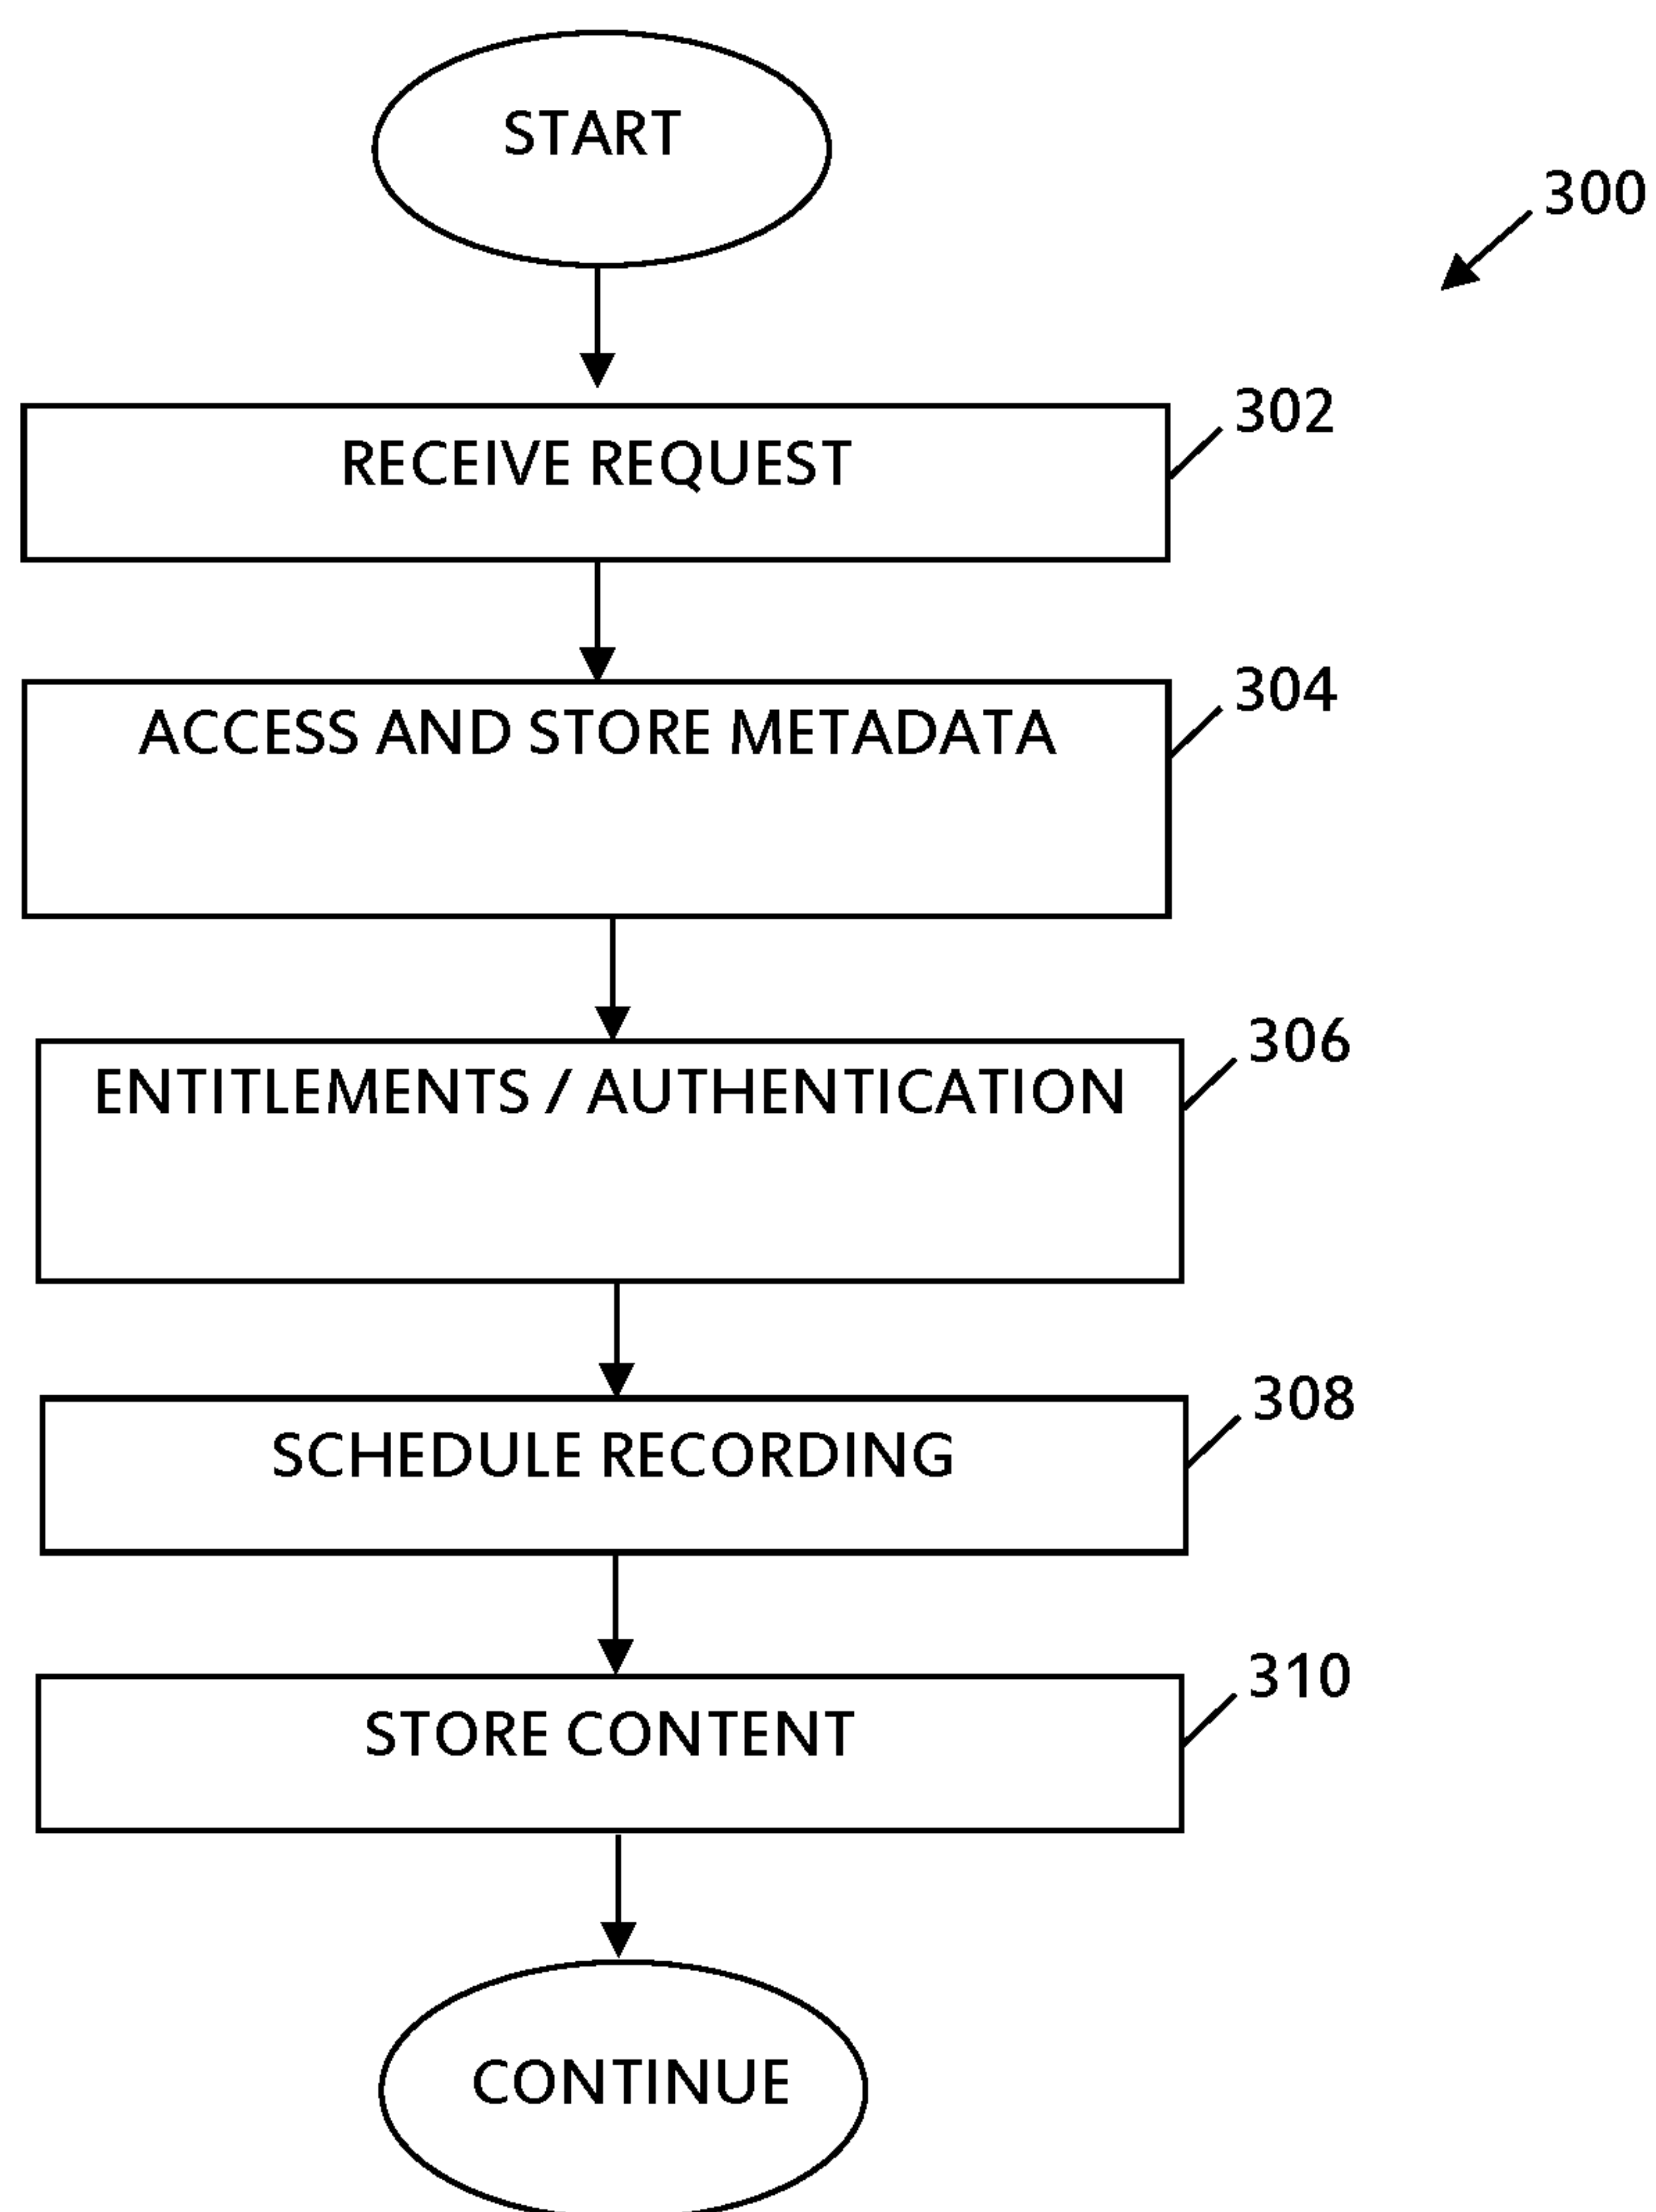 START
300
302
RECEIVE REQUEST
304
ACCESS AND STORE METADATA
306
ENTITLEMENTS / AUTHENTICATION
308
SCHEDULE RECORDING
310
STORE CONTENT
CONTINUE